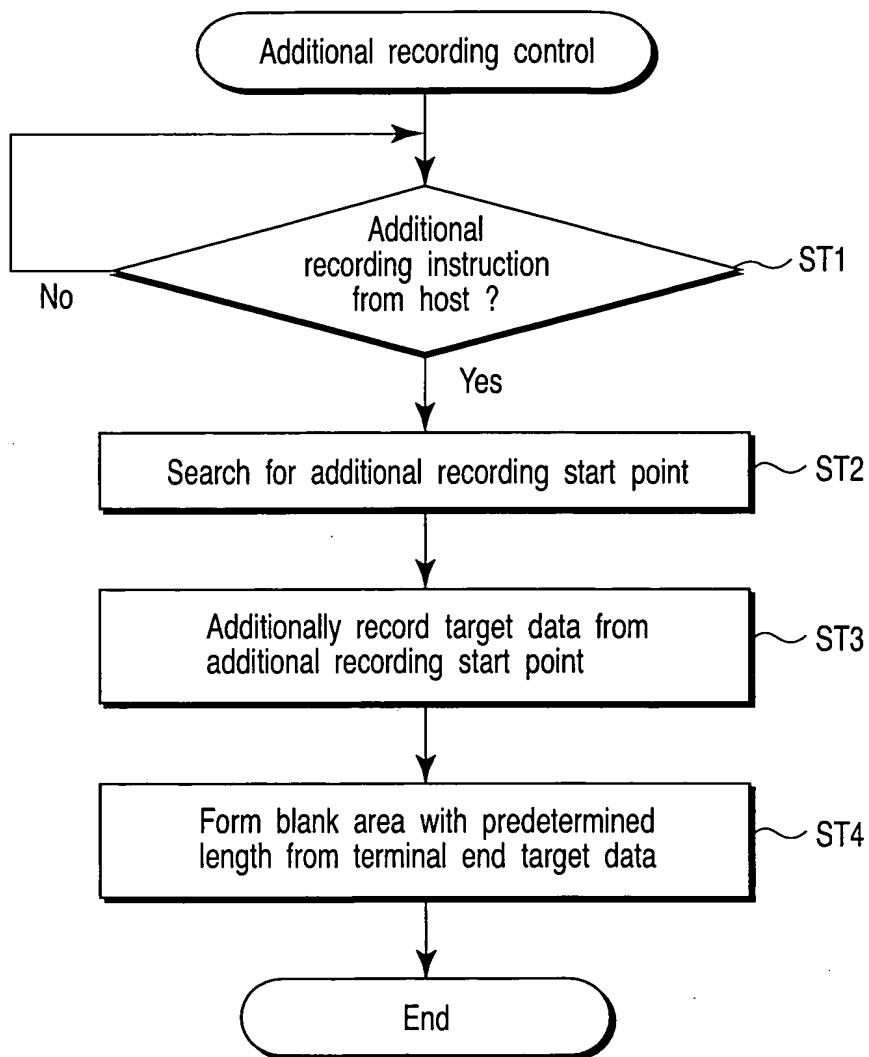 Additional recording control
Additional
recording instruction
from host ?
ST1
No
Yes
Search for additional recording start point
ST2
Additionally record target data from
additional recording start point
ST3
Form blank area with predetermined
length from terminal end target data
ST4
End